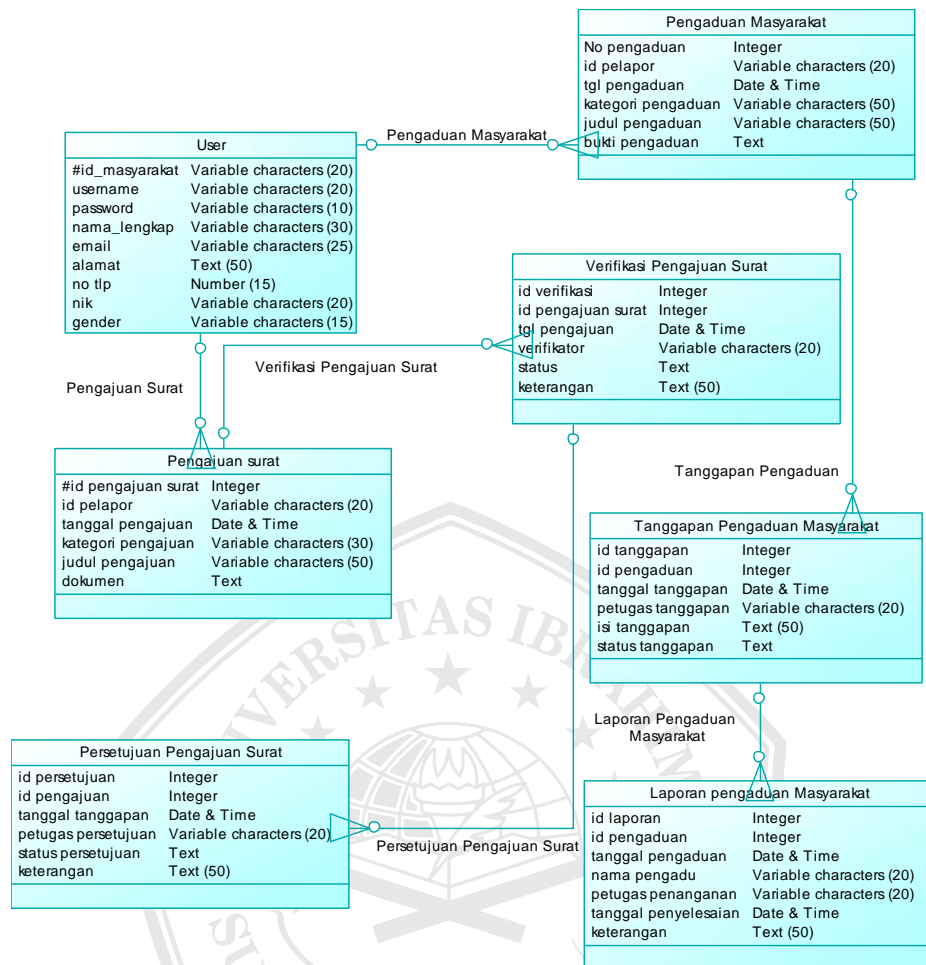 Pengaduan Masyarakat
No pengaduan Integer
id pelapor Variable characters (20)
tgl pengaduan Date & Time
kategori pengaduan Variable characters (50)
judul pengaduan Variable characters (50)
bukti pengaduan Text
Pengaduan Masyarakat
User
#id_masyarakat Variable characters (20)
username Variable characters (20)
password Variable characters (10)
nama_lengkap Variable characters (30)
email Variable characters (25)
alamat Text (50)
no tlp Number (15)
nik Variable characters (20)
gender Variable characters (15)
Verifikasi Pengajuan Surat
id verifikasi Integer
id pengajuan surat Integer
tgl pengajuan Date & Time
verifikator Variable characters (20)
status Text
keterangan Text (50)
Verifikasi Pengajuan Surat
Pengajuan Surat
Pengajuan surat
#id pengajuan surat Integer
id pelapor Variable characters (20)
tanggal pengajuan Date & Time
kategori pengajuan Variable characters (30)
judul pengajuan Variable characters (50)
dokumen Text
Tanggapan Pengaduan
Tanggapan Pengaduan Masyarakat
id tanggapan Integer
id pengaduan Integer
tanggal tanggapan Date & Time
petugas tanggapan Variable characters (20)
isi tanggapan Text (50)
status tanggapan Text
Laporan Pengaduan
Masyarakat
Persetujuan Pengajuan Surat
id persetujuan Integer
id pengajuan Integer
tanggal tanggapan Date & Time
petugas persetujuan Variable characters (20)
status persetujuan Text
keterangan Text (50)
Persetujuan Pengajuan Surat
Laporan pengaduan Masyarakat
id laporan Integer
id pengaduan Integer
tanggal pengaduan Date & Time
nama pengadu Variable characters (20)
petugas penanganan Variable characters (20)
tanggal penyelesaian Date & Time
keterangan Text (50)